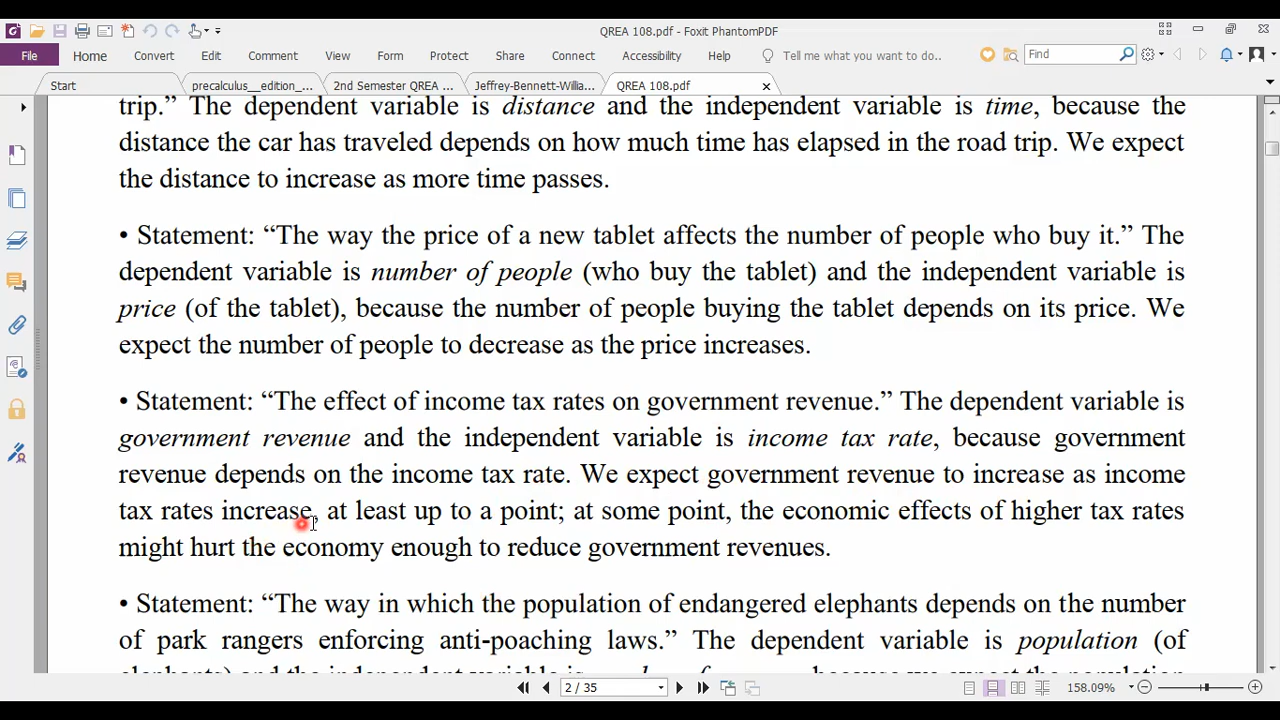 QREA 108.pdf - Foxit PhantomPDF
File Home Convert Edit Comment View Form Protect Share Connect Accessibility Help Tell me what you want to do.. Find
Start precalculus__edition_... 2nd Semester QREA ... Jeffrey-Bennett-Willia... QREA 108.pdf
trip.” The dependent variable is distance and the independent variable is time, because the
distance the car has traveled depends on how much time has elapsed in the road trip. We expect
the distance to increase as more time passes.
• Statement: “The way the price of a new tablet affects the number of people who buy it.” The
dependent variable is number of people (who buy the tablet) and the independent variable is
price (of the tablet), because the number of people buying the tablet depends on its price. We
expect the number of people to decrease as the price increases.
• Statement: “The effect of income tax rates on government revenue.” The dependent variable is
government revenue and the independent variable is income tax rate, because government
revenue depends on the income tax rate. We expect government revenue to increase as income
tax rates increase, at least up to a point; at some point, the economic effects of higher tax rates
might hurt the economy enough to reduce government revenues.
• Statement: “The way in which the population of endangered elephants depends on the number
of park rangers enforcing anti-poaching laws.” The dependent variable is population (of
2 / 35 158.09%